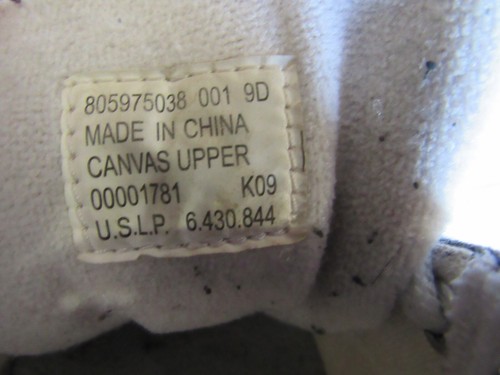 805975038 001 9D
MADE IN CHINA
CANVAS UPPER
00001781 K09
U.S.L.P. 6.430.844